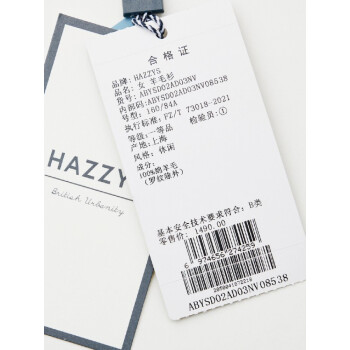 合格证
品牌: HAZZYS
品名: 女 羊毛衫
货号: ABYSD02AD03NV
内部码: ABYSD02AD03NV08538
号型: 160/84A
执行标准: FZ/T 73018-2021
等级: 一等品 检验员: ①
产地: 上海
风格: 休闲
成份:
100%绵羊毛
(罗纹除外)
基本安全技术要求符合: B类
零售价: 1490.00
ABYSD02AD03NV08538
HAZZYS
British Urbanity